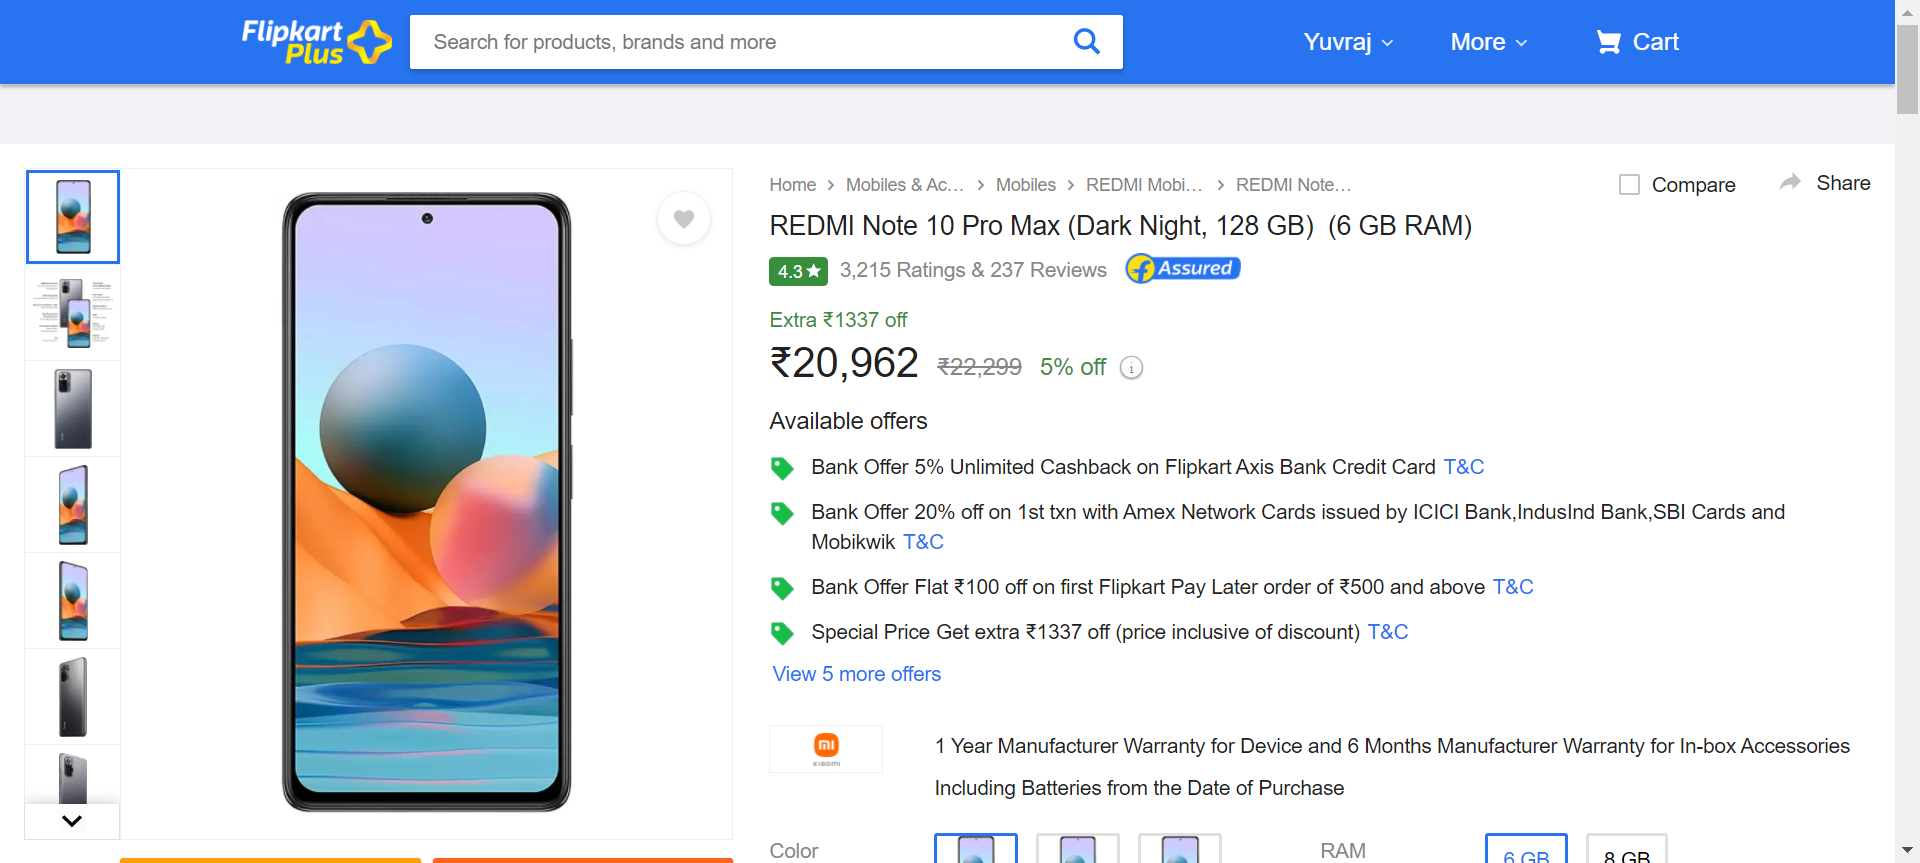 Flipkart
Plus
Search for products, brands and more
Yuvraj
More
Cart
Home
Mobiles & Ac...
Mobiles
REDMI Mobi...
REDMI Note...
Compare
Share
REDMI Note 10 Pro Max (Dark Night, 128 GB)  (6 GB RAM)
4.3★ 3,215 Ratings & 237 Reviews
Assured
Extra ₹1337 off
₹20,962 ₹22,299 5% off
Available offers
Bank Offer 5% Unlimited Cashback on Flipkart Axis Bank Credit Card T&C
Bank Offer 20% off on 1st txn with Amex Network Cards issued by ICICI Bank,IndusInd Bank,SBI Cards and
Mobikwik T&C
Bank Offer Flat ₹100 off on first Flipkart Pay Later order of ₹500 and above T&C
Special Price Get extra ₹1337 off (price inclusive of discount) T&C
View 5 more offers
mi
xiaomi
1 Year Manufacturer Warranty for Device and 6 Months Manufacturer Warranty for In-box Accessories
Including Batteries from the Date of Purchase
Color
RAM
6 GB
8 GB